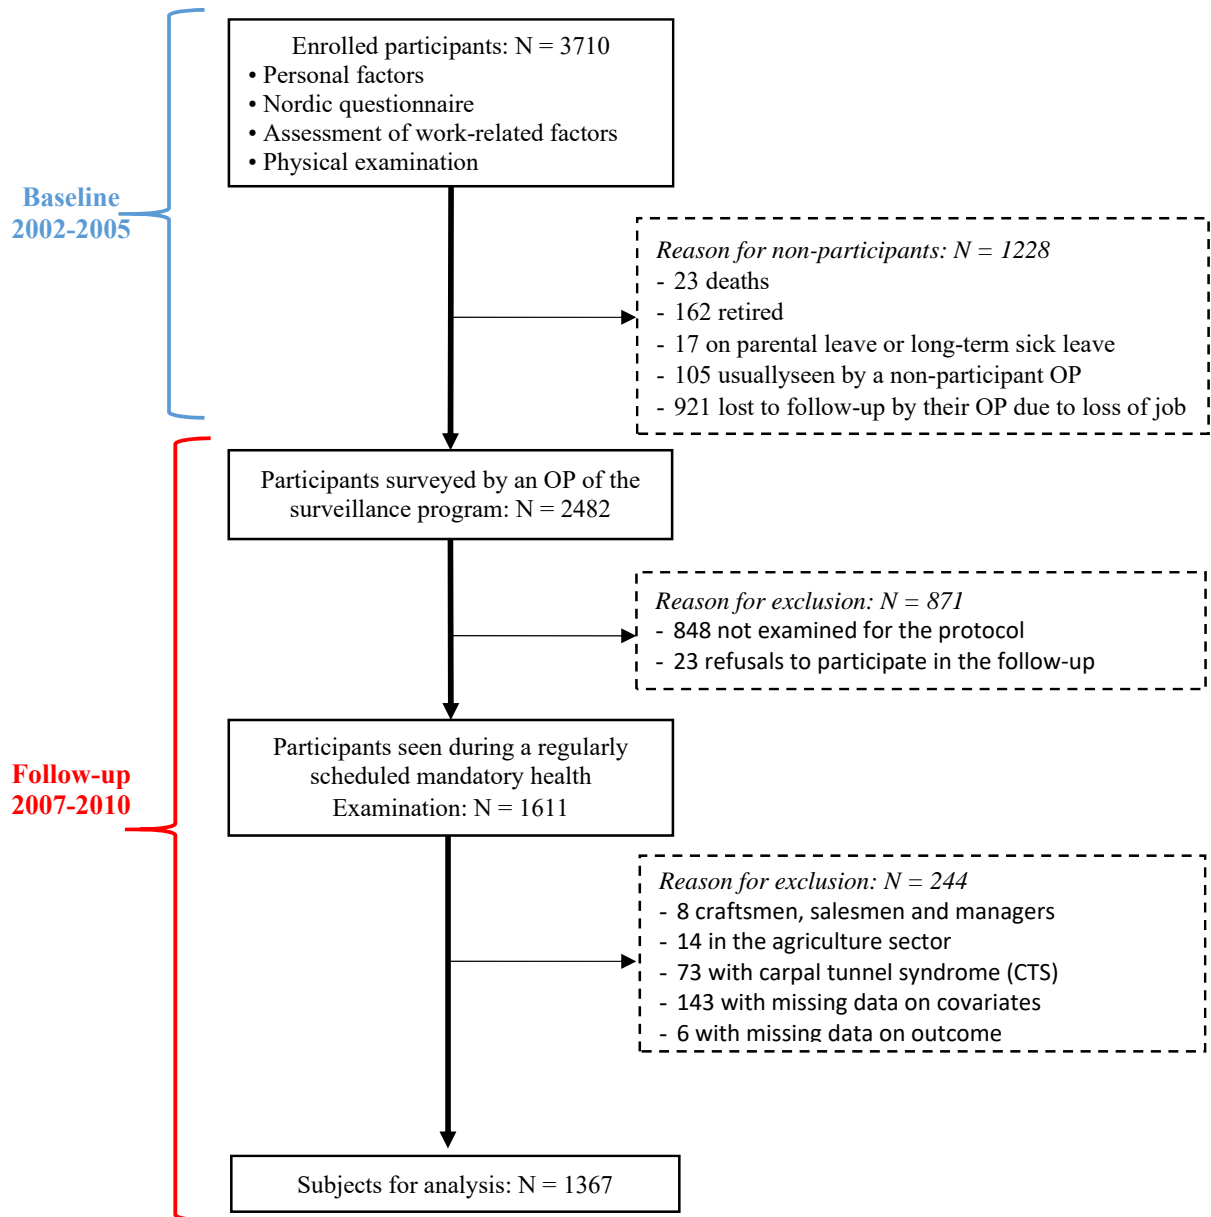 Enrolled participants: N = 3710
• Personal factors
• Nordic questionnaire
• Assessment of work-related factors
• Physical examination
Baseline
2002-2005
Reason for non-participants: N = 1228
- 23 deaths
- 162 retired
- 17 on parental leave or long-term sick leave
- 105 usuallyseen by a non-participant OP
- 921 lost to follow-up by their OP due to loss of job
Participants surveyed by an OP of the
surveillance program: N = 2482
Reason for exclusion: N = 871
- 848 not examined for the protocol
- 23 refusals to participate in the follow-up
Participants seen during a regularly
scheduled mandatory health
Examination: N = 1611
Follow-up
2007-2010
Reason for exclusion: N = 244
- 8 craftsmen, salesmen and managers
- 14 in the agriculture sector
- 73 with carpal tunnel syndrome (CTS)
- 143 with missing data on covariates
- 6 with missing data on outcome
Subjects for analysis: N = 1367